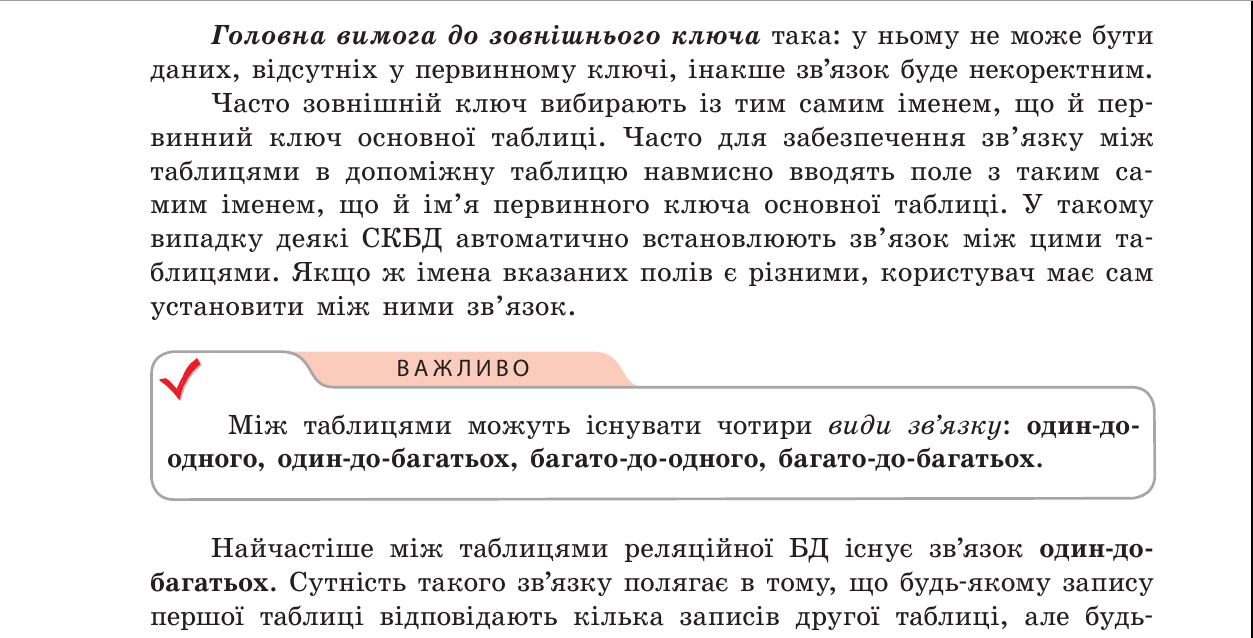 Головна вимога до зовнішнього ключа така: у ньому не може бути
даних, відсутніх у первинному ключі, інакше зв’язок буде некоректним.
Часто зовнішній ключ вибирають із тим самим іменем, що й пер-
винний ключ основної таблиці. Часто для забезпечення зв’язку між
таблицями в допоміжну таблицю навмисно вводять поле з таким са-
мим іменем, що й ім’я первинного ключа основної таблиці. У такому
випадку деякі СКБД автоматично встановлюють зв’язок між цими та-
блицями. Якщо ж імена вказаних полів є різними, користувач має сам
установити між ними зв’язок.
ВАЖЛИВО
Між таблицями можуть існувати чотири види зв’язку: один-до-
одного, один-до-багатьох, багато-до-одного, багато-до-багатьох.
Найчастіше між таблицями реляційної БД існує зв’язок один-до-
багатьох. Сутність такого зв’язку полягає в тому, що будь-якому запису
першої таблиці відповідають кілька записів другої таблиці, але будь-